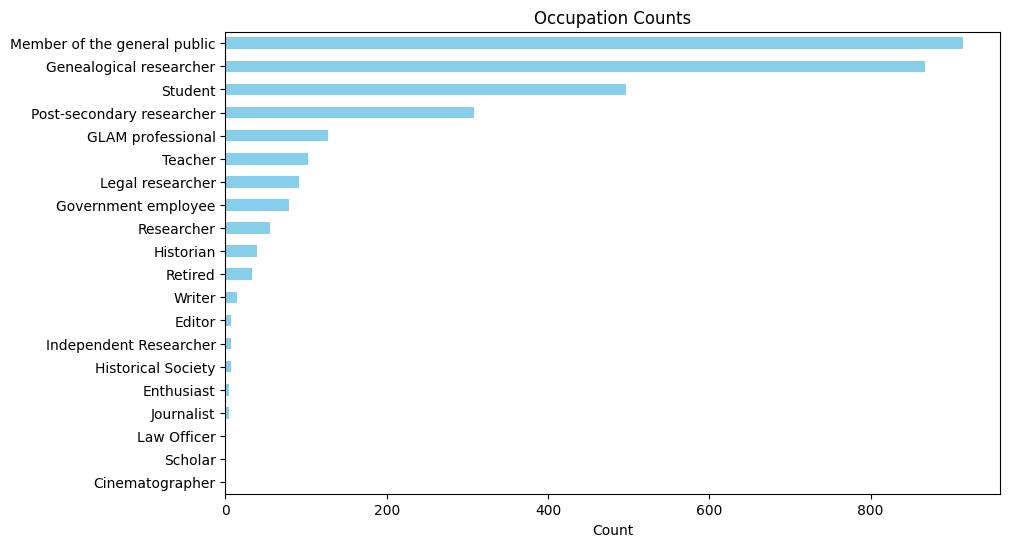 Occupation Counts
Member of the general public
Genealogical researcher
Student
Post-secondary researcher
GLAM professional
Teacher
Legal researcher
Government employee
Researcher
Historian
Retired
Writer
Editor
Independent Researcher
Historical Society
Enthusiast
Journalist
Law Officer
Scholar
Cinematographer
0 200 400 600 800
Count